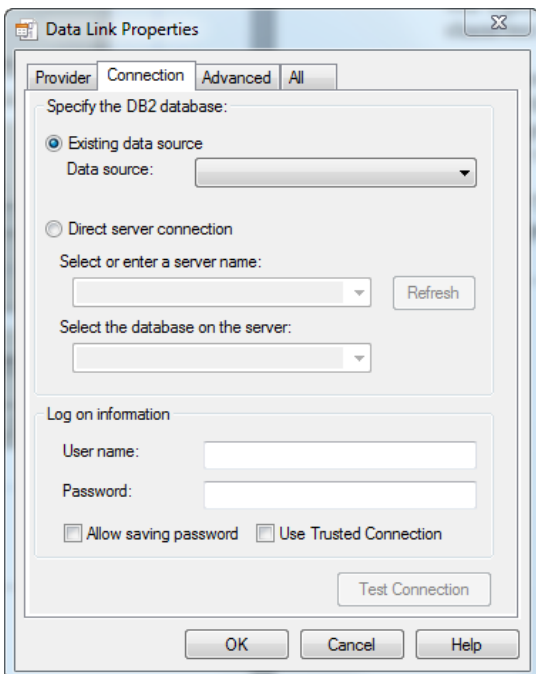 Data Link Properties
Provider Connection Advanced All
Specify the DB2 database:
Existing data source
Data source:
Direct server connection
Select or enter a server name:
Refresh
Select the database on the server:
Log on information
User name:
Password:
Allow saving password Use Trusted Connection
Test Connection
OK Cancel Help